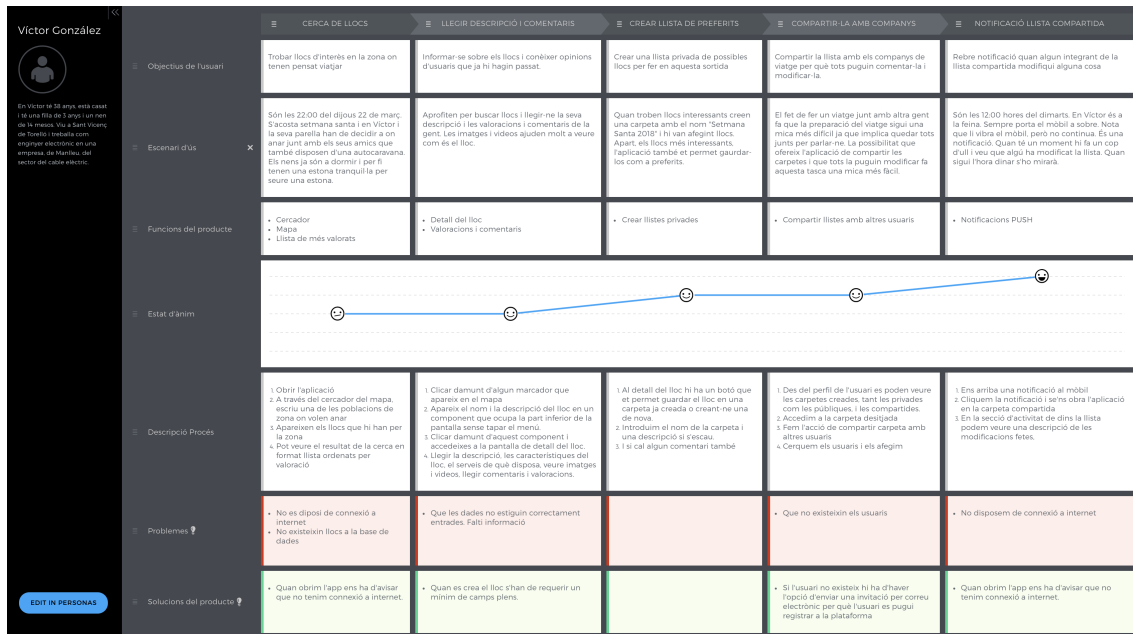 Víctor González
En Víctor té 38 anys, està casat
i té una filla de 3 anys i un nen
de 14 mesos. Viu a Sant Vicenç
de Torelló i treballa com
enginyer electrònic en una
empresa, de Manlleu, del
sector del cable elèctric.
EDIT IN PERSONAS
CERCA DE LLOCS
LLEGIR DESCRIPCIÓ I COMENTARIS
CREAR LLISTA DE PREFERITS
COMPARTIR-LA AMB COMPANYS
NOTIFICACIÓ LLISTA COMPARTIDA
Objectius de l'usuari
Trobar llocs d'interès en la zona on
tenen pensat viatjar
Informar-se sobre els llocs i conèixer opinions
d'usuaris que ja hi hagin passat.
Crear una llista privada de possibles
llocs per fer en aquesta sortida
Compartir la llista amb els companys de
viatge per què tots puguin comentar-la i
modificar-la.
Rebre notificació quan algun integrant de la
llista compartida modifiqui alguna cosa
Escenari d'ús
Són les 22:00 del dijous 22 de març.
S'acosta setmana santa i en Víctor i
la seva parella han de decidir a on
anar junt amb els seus amics que
també disposen d'una autocaravana.
Els nens ja són a dormir i per fi
tenen una estona tranquil·la per
seure una estona.
Aprofiten per buscar llocs i llegir-ne la seva
descripció i les valoracions i comentaris de la
gent. Les imatges i videos ajuden molt a veure
com és el lloc.
Quan troben llocs interessants creen
una carpeta amb el nom "Setmana
Santa 2018" i hi van afegint llocs.
Apart, els llocs més interessants,
l'aplicació també et permet gaurdar-
los com a preferits.
El fet de fer un viatge junt amb altra gent
fa que la preparació del viatge sigui una
mica més difícil ja que implica quedar tots
junts per parlar-ne. La possibilitat que
ofereix l'aplicació de compartir les
carpetes i que tots la puguin modificar fa
aquesta tasca una mica més fàcil.
Són les 12:00 hores del dimarts. En Víctor és a
la feina. Sempre porta el mòbil a sobre. Nota
que li vibra el mòbil, però no continua. És una
notificació. Quan té un moment hi fa un cop
d'ull i veu que algú ha modificat la llista. Quan
sigui l'hora dinar s'ho mirarà.
Funcions del producte
• Cercador
• Mapa
• Llista de més valorats
• Detall del lloc
• Valoracions i comentaris
• Crear llistes privades
• Compartir llistes amb altres usuaris
• Notificacions PUSH
Estat d'ànim
Descripció Procés
1. Obrir l'aplicació
2. A través del cercador del mapa,
escriu una de les poblacions de
zona on volen anar
3. Apareixen els llocs que hi han per
la zona
4. Pot veure el resultat de la cerca en
format llista ordenats per
valoració
1. Clicar damunt d'algun marcador que
apareix en el mapa
2. Apareix el nom i la descripció del lloc en un
component que ocupa la part inferior de la
pantalla sense tapar el menú.
3. Clicar damunt d'aquest component i
accedeixes a la pantalla de detall del lloc.
4. Llegir la descripció, les característiques del
lloc, el serveis de què disposa, veure imatges
i videos, llegir comentaris i valoracions.
1. Al detall del lloc hi ha un botó que
et permet guardar el lloc en una
carpeta ja creada o creant-ne una
de nova.
2. Introduim el nom de la carpeta i
una descripció si s'escau.
3. I si cal algun comentari també
1. Des del perfil de l'usuari es poden veure
les carpetes creades, tant les privades
com les públiques, i les compartides.
2. Accedim a la carpeta desitjada
3. Fem l'acció de compartir carpeta amb
altres usuaris
4. Cerquem els usuaris i els afegim
1. Ens arriba una notificació al mòbil
2. Cliquem la notificació i se'ns obra l'aplicació
en la carpeta compartida
3. En la secció d'activitat de dins la llista
podem veure una descripció de les
modificacions fetes.
Problemes
• No es diposi de connexió a
internet
• No existeixin llocs a la base de
dades
• Que les dades no estiguin correctament
entrades. Falti informació
• Que no existeixin els usuaris
• No disposem de connexió a internet
Solucions del producte
• Quan obrim l'app ens ha d'avisar
que no tenim connexió a internet.
• Quan es crea el lloc s'han de requerir un
mínim de camps plens.
• Si l'usuari no existeix hi ha d'haver
l'opció d'enviar una invitació per correu
electrònic per què l'usuari es pugui
registrar a la plataforma
• Quan obrim l'app ens ha d'avisar que no
tenim connexió a internet.